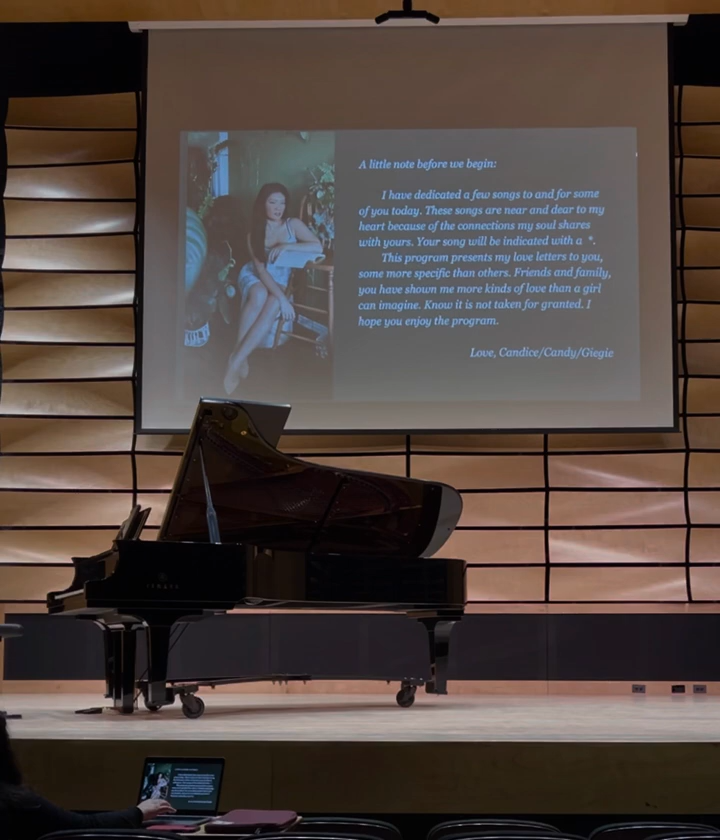 A little note before we begin:
I have dedicated a few songs to and for some
of you today. These songs are near and dear to my
heart because of the connections my soul shares
with yours. Your song will be indicated with a *.
This program presents my love letters to you,
some more specific than others. Friends and family,
you have shown me more kinds of love than a girl
can imagine. Know it is not taken for granted. I
hope you enjoy the program.
Love, Candice/Candy/Giegie
YAMAHA